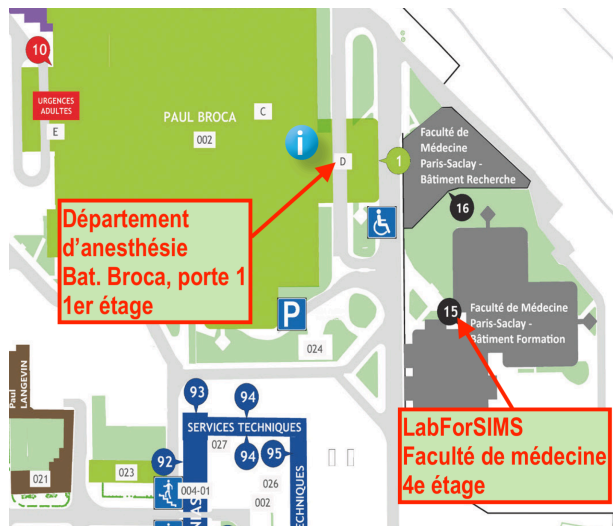 10
URGENCES
ADULTES
E
PAUL BROCA
C
002
i
D
1
Faculté de
Médecine
Paris-Saclay -
Bâtiment Recherche
16
Département
d'anesthésie
Bat. Broca, porte 1
1er étage
P
024
15
Faculté de Médecine
Paris-Saclay -
Bâtiment Formation
Paul
LANGEVIN
021
023
93
94
SERVICES TECHNIQUES
027
92
94
95
004-01
026
002
TECHNIQUES
LabForSIMS
Faculté de médecine
4e étage